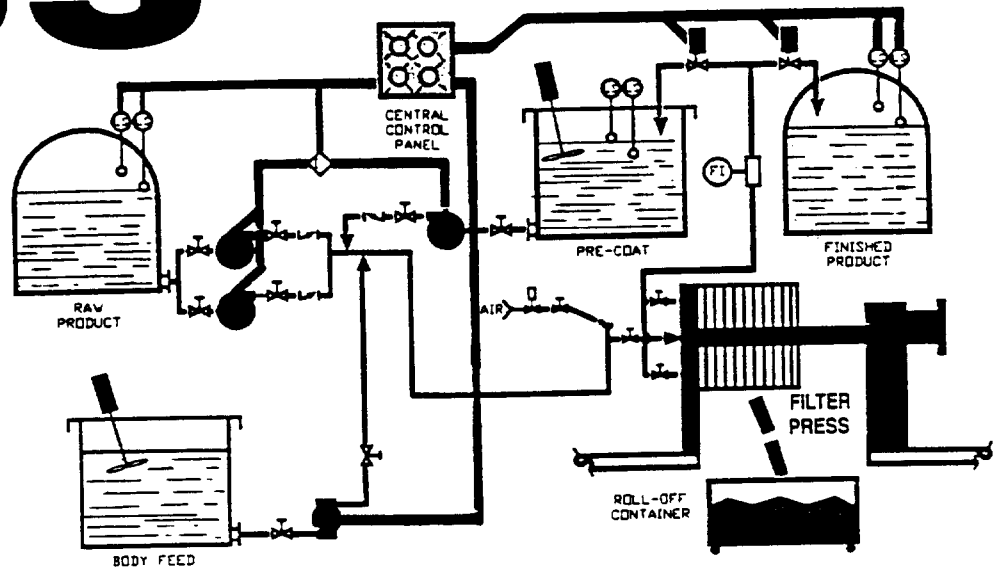 CENTRAL
CONTROL
PANEL
FI
PRE-COAT
FINISHED
PRODUCT
RAW
PRODUCT
AIR
FILTER
PRESS
ROLL-OFF
CONTAINER
BODY FEED